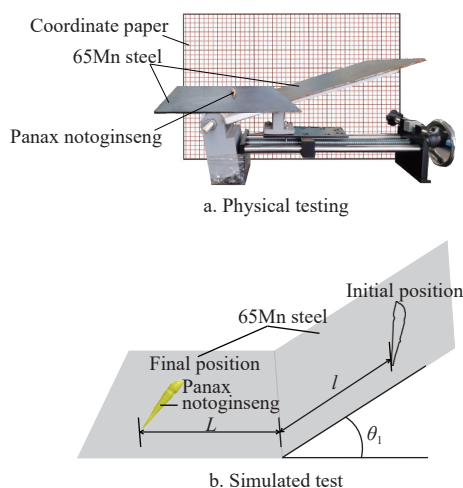 Coordinate paper
65Mn steel
Panax notoginseng
a. Physical testing
Initial position
65Mn steel
Final position
Panax
notoginseng
L
l
θ1
b. Simulated test